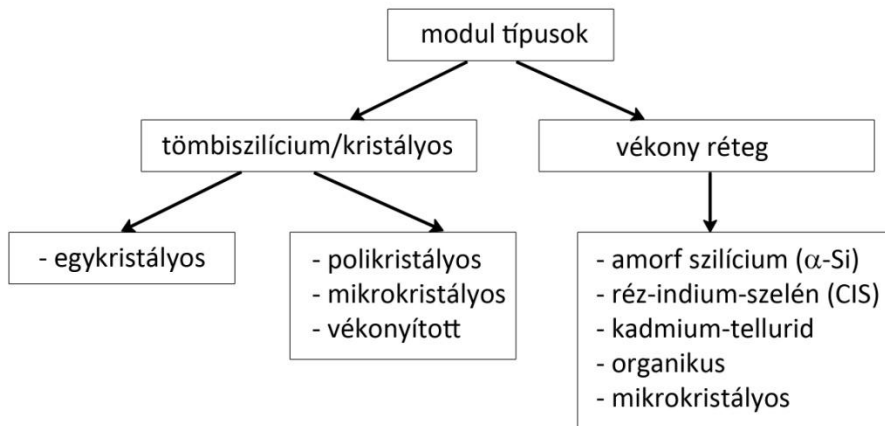 modul típusok
tömbiszilícium/kristályos
vékony réteg
- egykristályos
- polikristályos
- mikrokristályos
- vékonyított
- amorf szilícium (α-Si)
- réz-indium-szelén (CIS)
- kadmium-tellurid
- organikus
- mikrokristályos